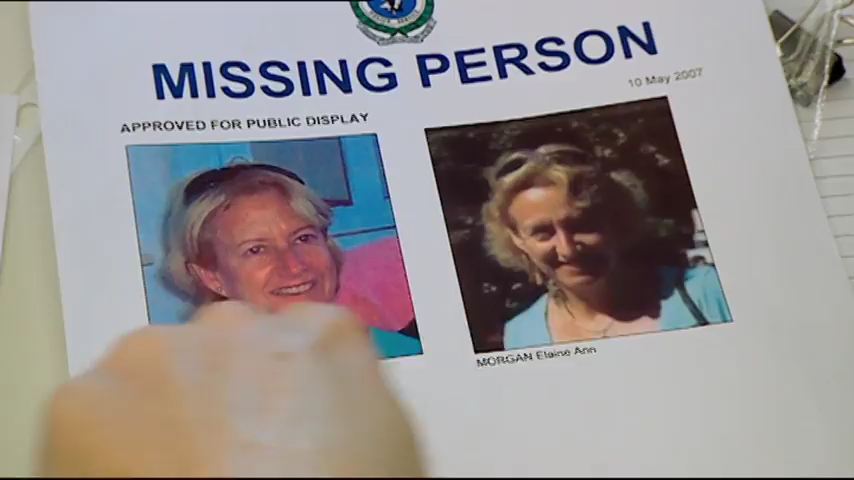 MISSING PERSON
10 May 2007
APPROVED FOR PUBLIC DISPLAY
MORGAN Elaine Ann